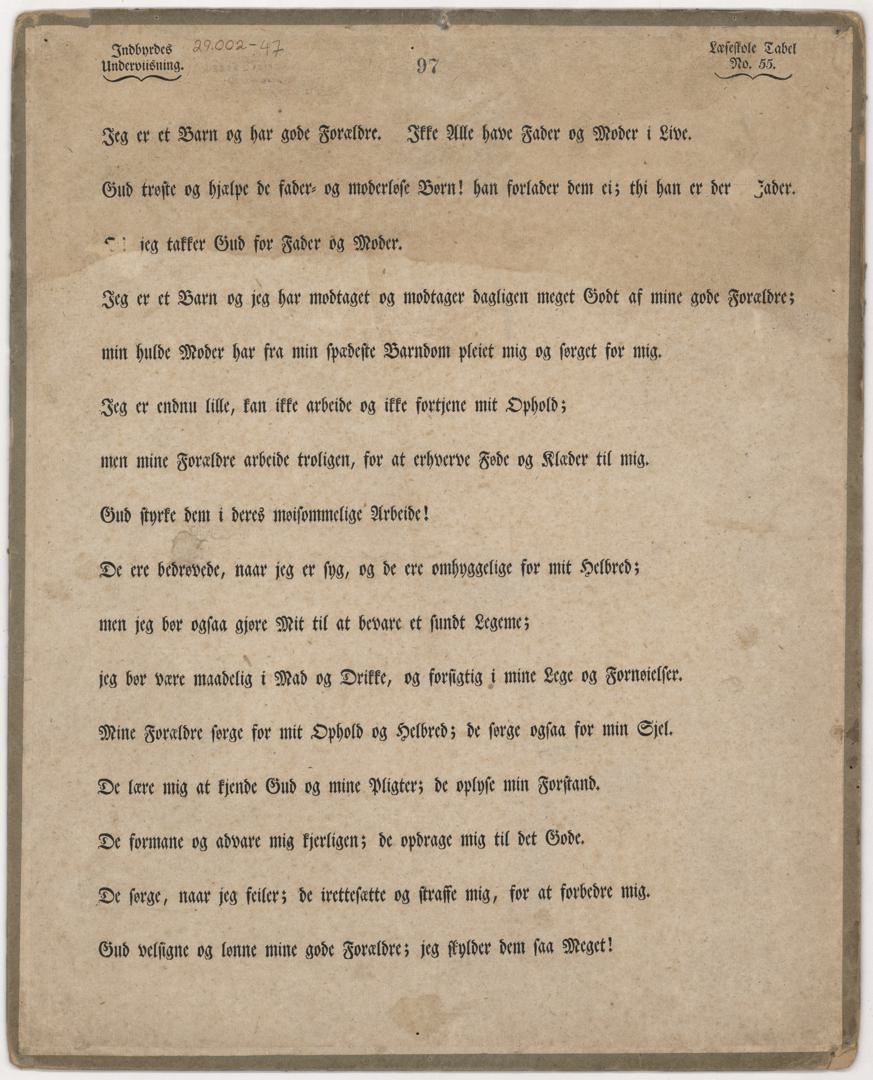 Indbyrdes
Underviisning.
29.002-47
97
Læseskole Tabel
No. 55.
Jeg er et Barn og har gode Forældre. Ikke Alle have Fader og Moder i Live.
Gud trøste og hjælpe de fader- og moderløse Børn! han forlader dem ei; thi han er der Fader.
jeg takker Gud for Fader og Moder.
Jeg er et Barn og jeg har modtaget og modtager dagligen meget Godt af mine gode Forældre;
min hulde Moder har fra min spædeste Barndom pleiet mig og sørget for mig.
Jeg er endnu lille, kan ikke arbeide og ikke fortjene mit Ophold;
men mine Forældre arbeide troligen, for at erhverve Føde og Klæder til mig.
Gud styrke dem i deres møisommelige Arbeide!
De ere bedrøvede, naar jeg er syg, og de ere omhyggelige for mit Helbred;
men jeg bør ogsaa gjøre Mit til at bevare et sundt Legeme;
jeg bør være maadelig i Mad og Drikke, og forsigtig i mine Lege og Fornøielser.
Mine Forældre sørge for mit Ophold og Helbred; de sørge ogsaa for min Sjel.
De lære mig at kjende Gud og mine Pligter; de oplyse min Forstand.
De formane og advare mig kjerligen; de opdrage mig til det Gode.
De sørge, naar jeg feiler; de irettesætte og straffe mig, for at forbedre mig.
Gud velsigne og lønne mine gode Forældre; jeg skylder dem saa Meget!